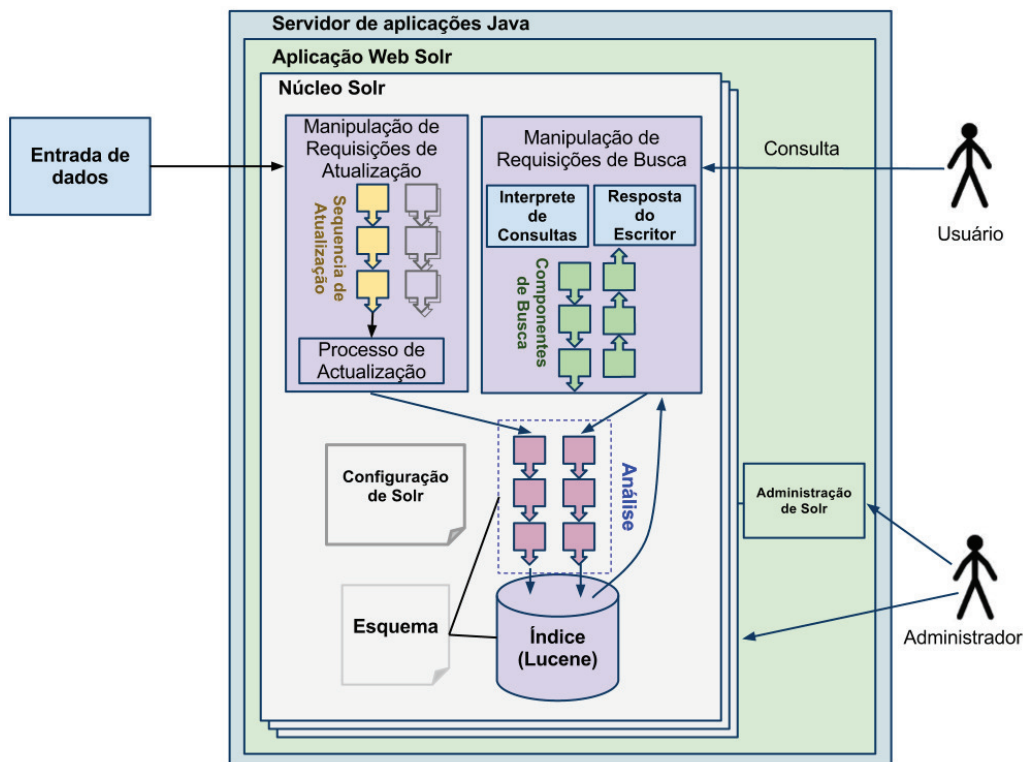 Servidor de aplicações Java
Aplicação Web Solr
Núcleo Solr
Entrada de
dados
Manipulação de
Requisições de
Atualização
Sequencia de
Atualização
Processo de
Actualização
Manipulação de
Requisições de Busca
Interprete
de
Consultas
Resposta
do
Escritor
Componentes
de Busca
Consulta
Usuário
Configuração
de Solr
Análise
Administração
de Solr
Esquema
Índice
(Lucene)
Administrador